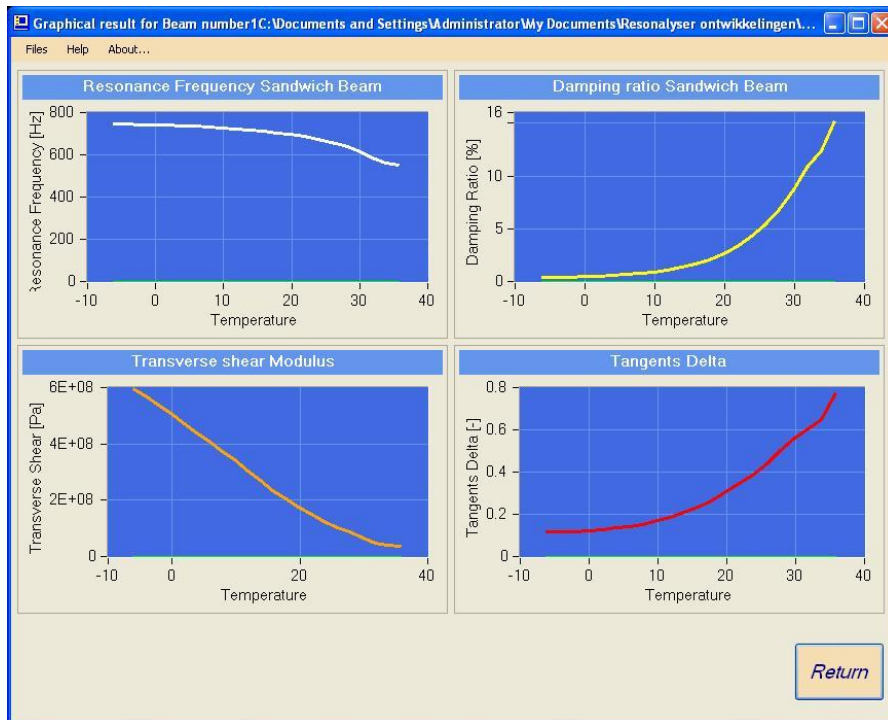 Graphical result for Beam number1C:\Documents and Settings\Administrator\My Documents\Resonalyser ontwikkelingen\...
Files Help About...
Resonance Frequency Sandwich Beam
Resonance Frequency [Hz]
800
600
400
200
0
-10 0 10 20 30 40
Temperature
Damping ratio Sandwich Beam
Damping Ratio [%]
16
10
5
0
-10 0 10 20 30 40
Temperature
Transverse shear Modulus
Transverse Shear [Pa]
6E+08
4E+08
2E+08
0
-10 0 20 40
Temperature
Tangents Delta
Tangents Delta [-]
0.8
0.6
0.4
0.2
0
-10 0 10 20 30 40
Temperature
Return